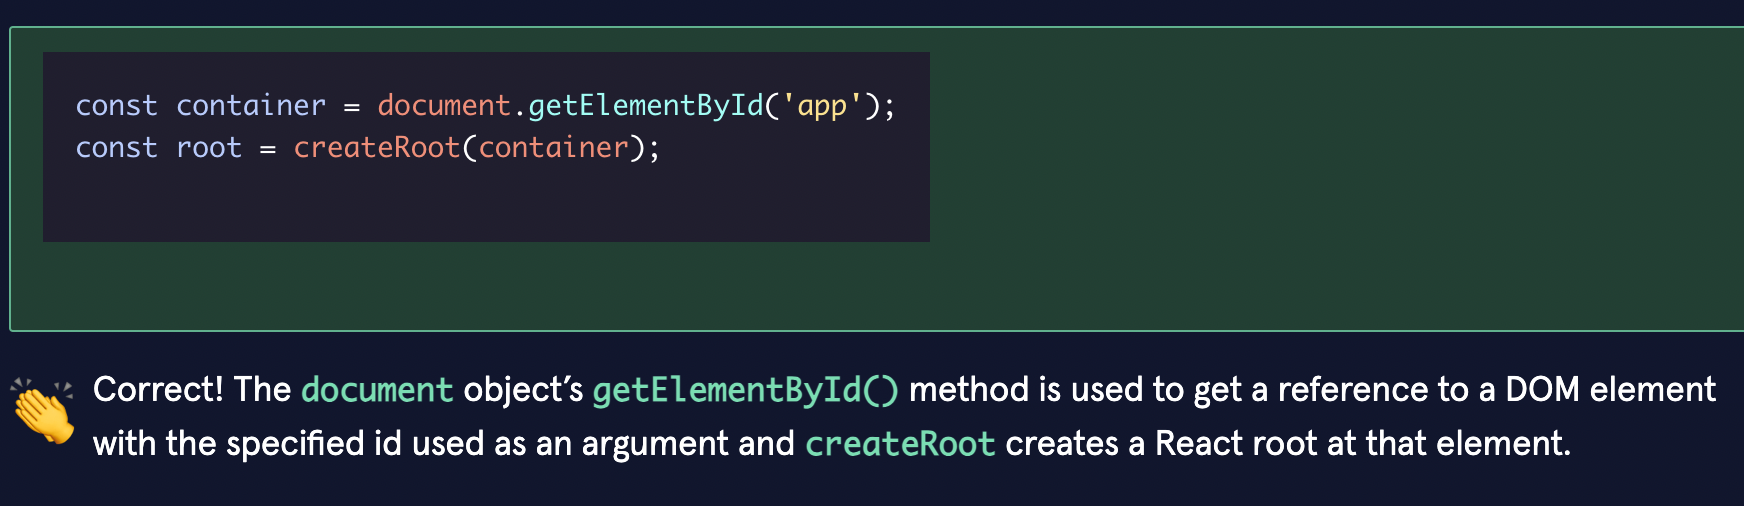 const container = document.getElementById('app');
const root = createRoot(container);
Correct! The document object’s getElementById() method is used to get a reference to a DOM element
with the specified id used as an argument and createRoot creates a React root at that element.